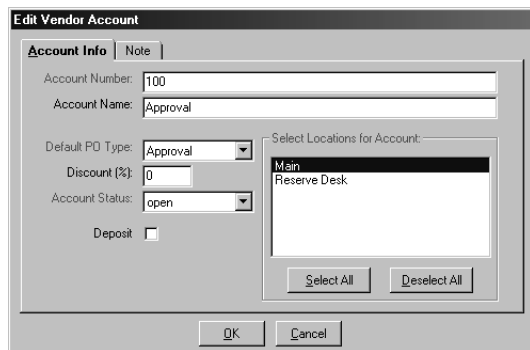 Edit Vendor Account
Account Info Note
Account Number: 100
Account Name: Approval
Default PO Type: Approval
Discount (%): 0
Account Status: open
Deposit
Select Locations for Account:
Main
Reserve Desk
Select All Deselect All
OK Cancel